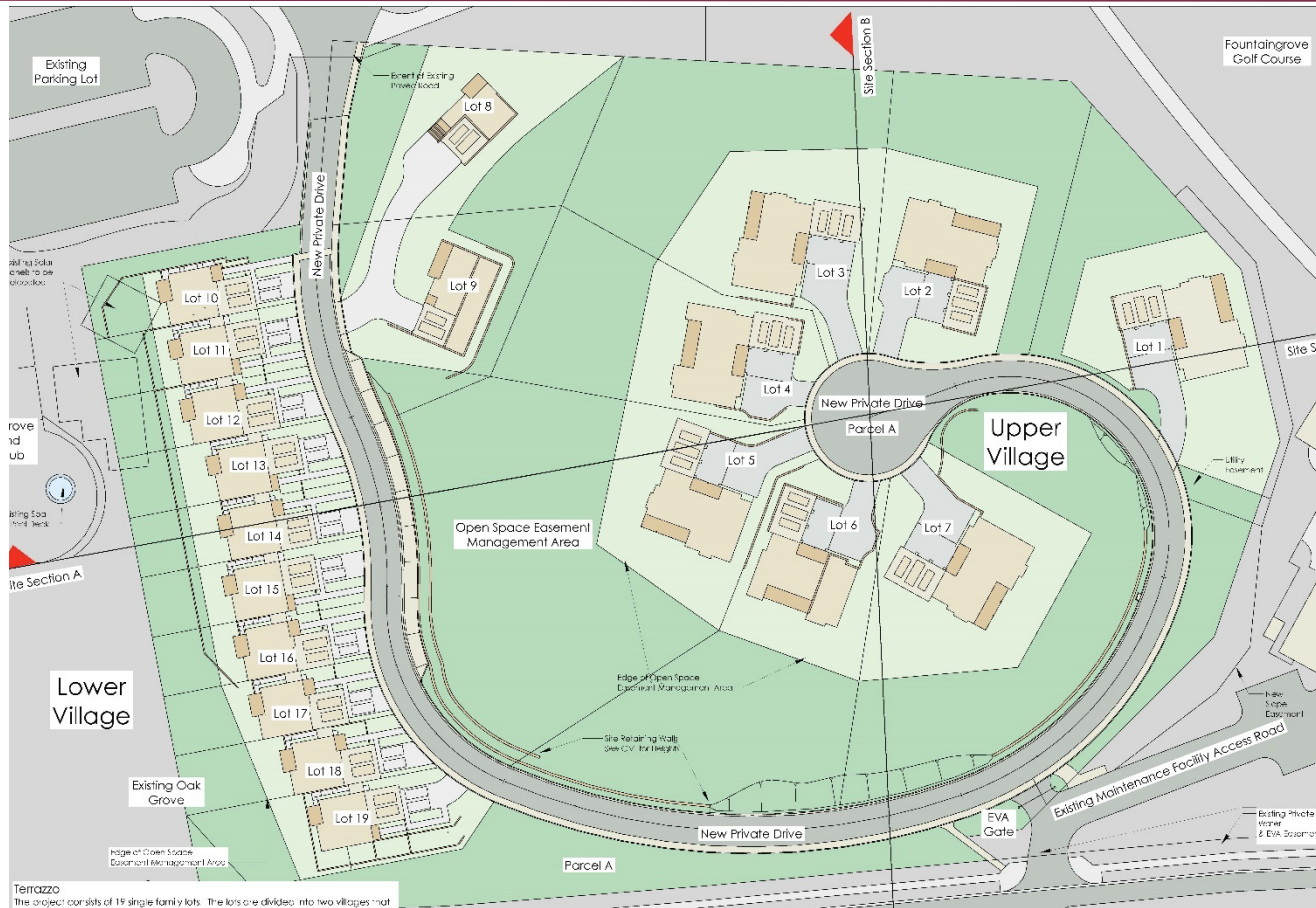 Existing
Parking Lot
Extent of Existing
Paved Road
Lot 8
Site Section B
Fountaingrove
Golf Course
New Private Drive
Lot 9
Lot 3
Lot 2
Lot 1
Site S
Lot 4
New Private Drive
Parcel A
Upper
Village
Lot 5
Lot 6
Lot 7
Utility
Easement
Lot 10
Lot 11
Lot 12
Lot 13
Lot 14
Lot 15
Lot 16
Lot 17
Lot 18
Lot 19
ite Section A
Open Space Easement
Management Area
Edge of Open Space
Easement Management Area
Site Retaining Walls
See CIVIL for Heights
Lower
Village
Existing Oak
Grove
Edge of Open Space
Easement Management Area
New Private Drive
Parcel A
EVA
Gate
Existing Maintenance Facility Access Road
New
Slope
Easement
Existing Private
Water
& EVA Easeme
Terrazzo
The project consists of 19 single family lots. The lots are divided into two villages that